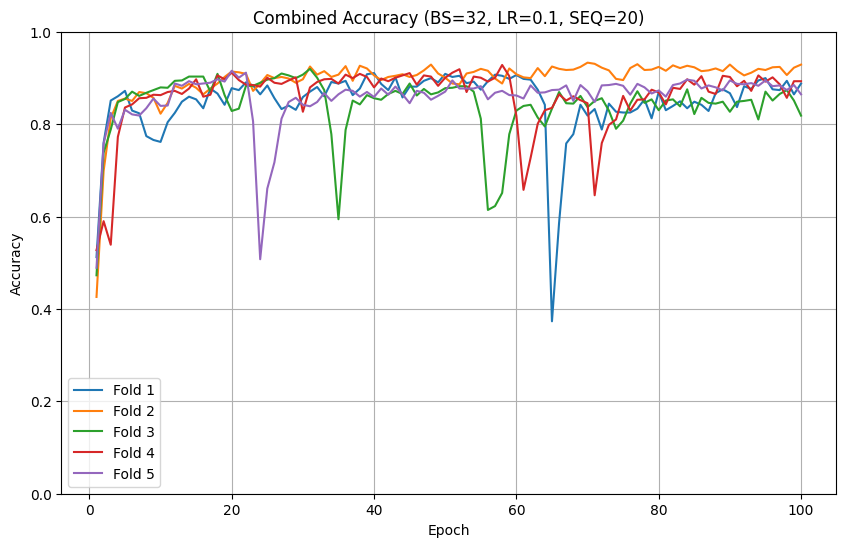 Combined Accuracy (BS=32, LR=0.1, SEQ=20)
1.0
0.8
0.6
0.4
0.2
0.0
Accuracy
Fold 1
Fold 2
Fold 3
Fold 4
Fold 5
0 20 40 60 80 100
Epoch